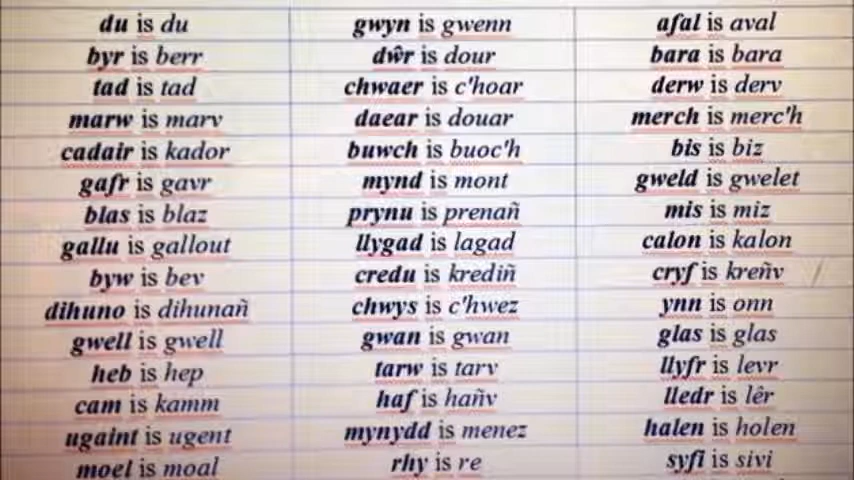 du is du
gwyn is gwenn
afal is aval
byr is berr
dŵr is dour
bara is bara
tad is tad
chwaer is c'hoar
derw is derv
marw is marv
daear is douar
merch is merc'h
cadair is kador
buwch is buoc'h
bis is biz
gafr is gavr
mynd is mont
gweld is gwelet
blas is blaz
prynu is prenañ
mis is miz
gallu is gallout
llygad is lagad
calon is kalon
byw is bev
credu is krediñ
cryf is kreñv
dihuno is dihunañ
chwys is c'hwez
ynn is onn
gwell is gwell
gwan is gwan
glas is glas
heb is hep
tarw is tarv
llyfr is levr
cam is kamm
haf is hañv
lledr is lêr
ugaint is ugent
mynydd is menez
halen is holen
moel is moal
rhy is re
syfi is sivi